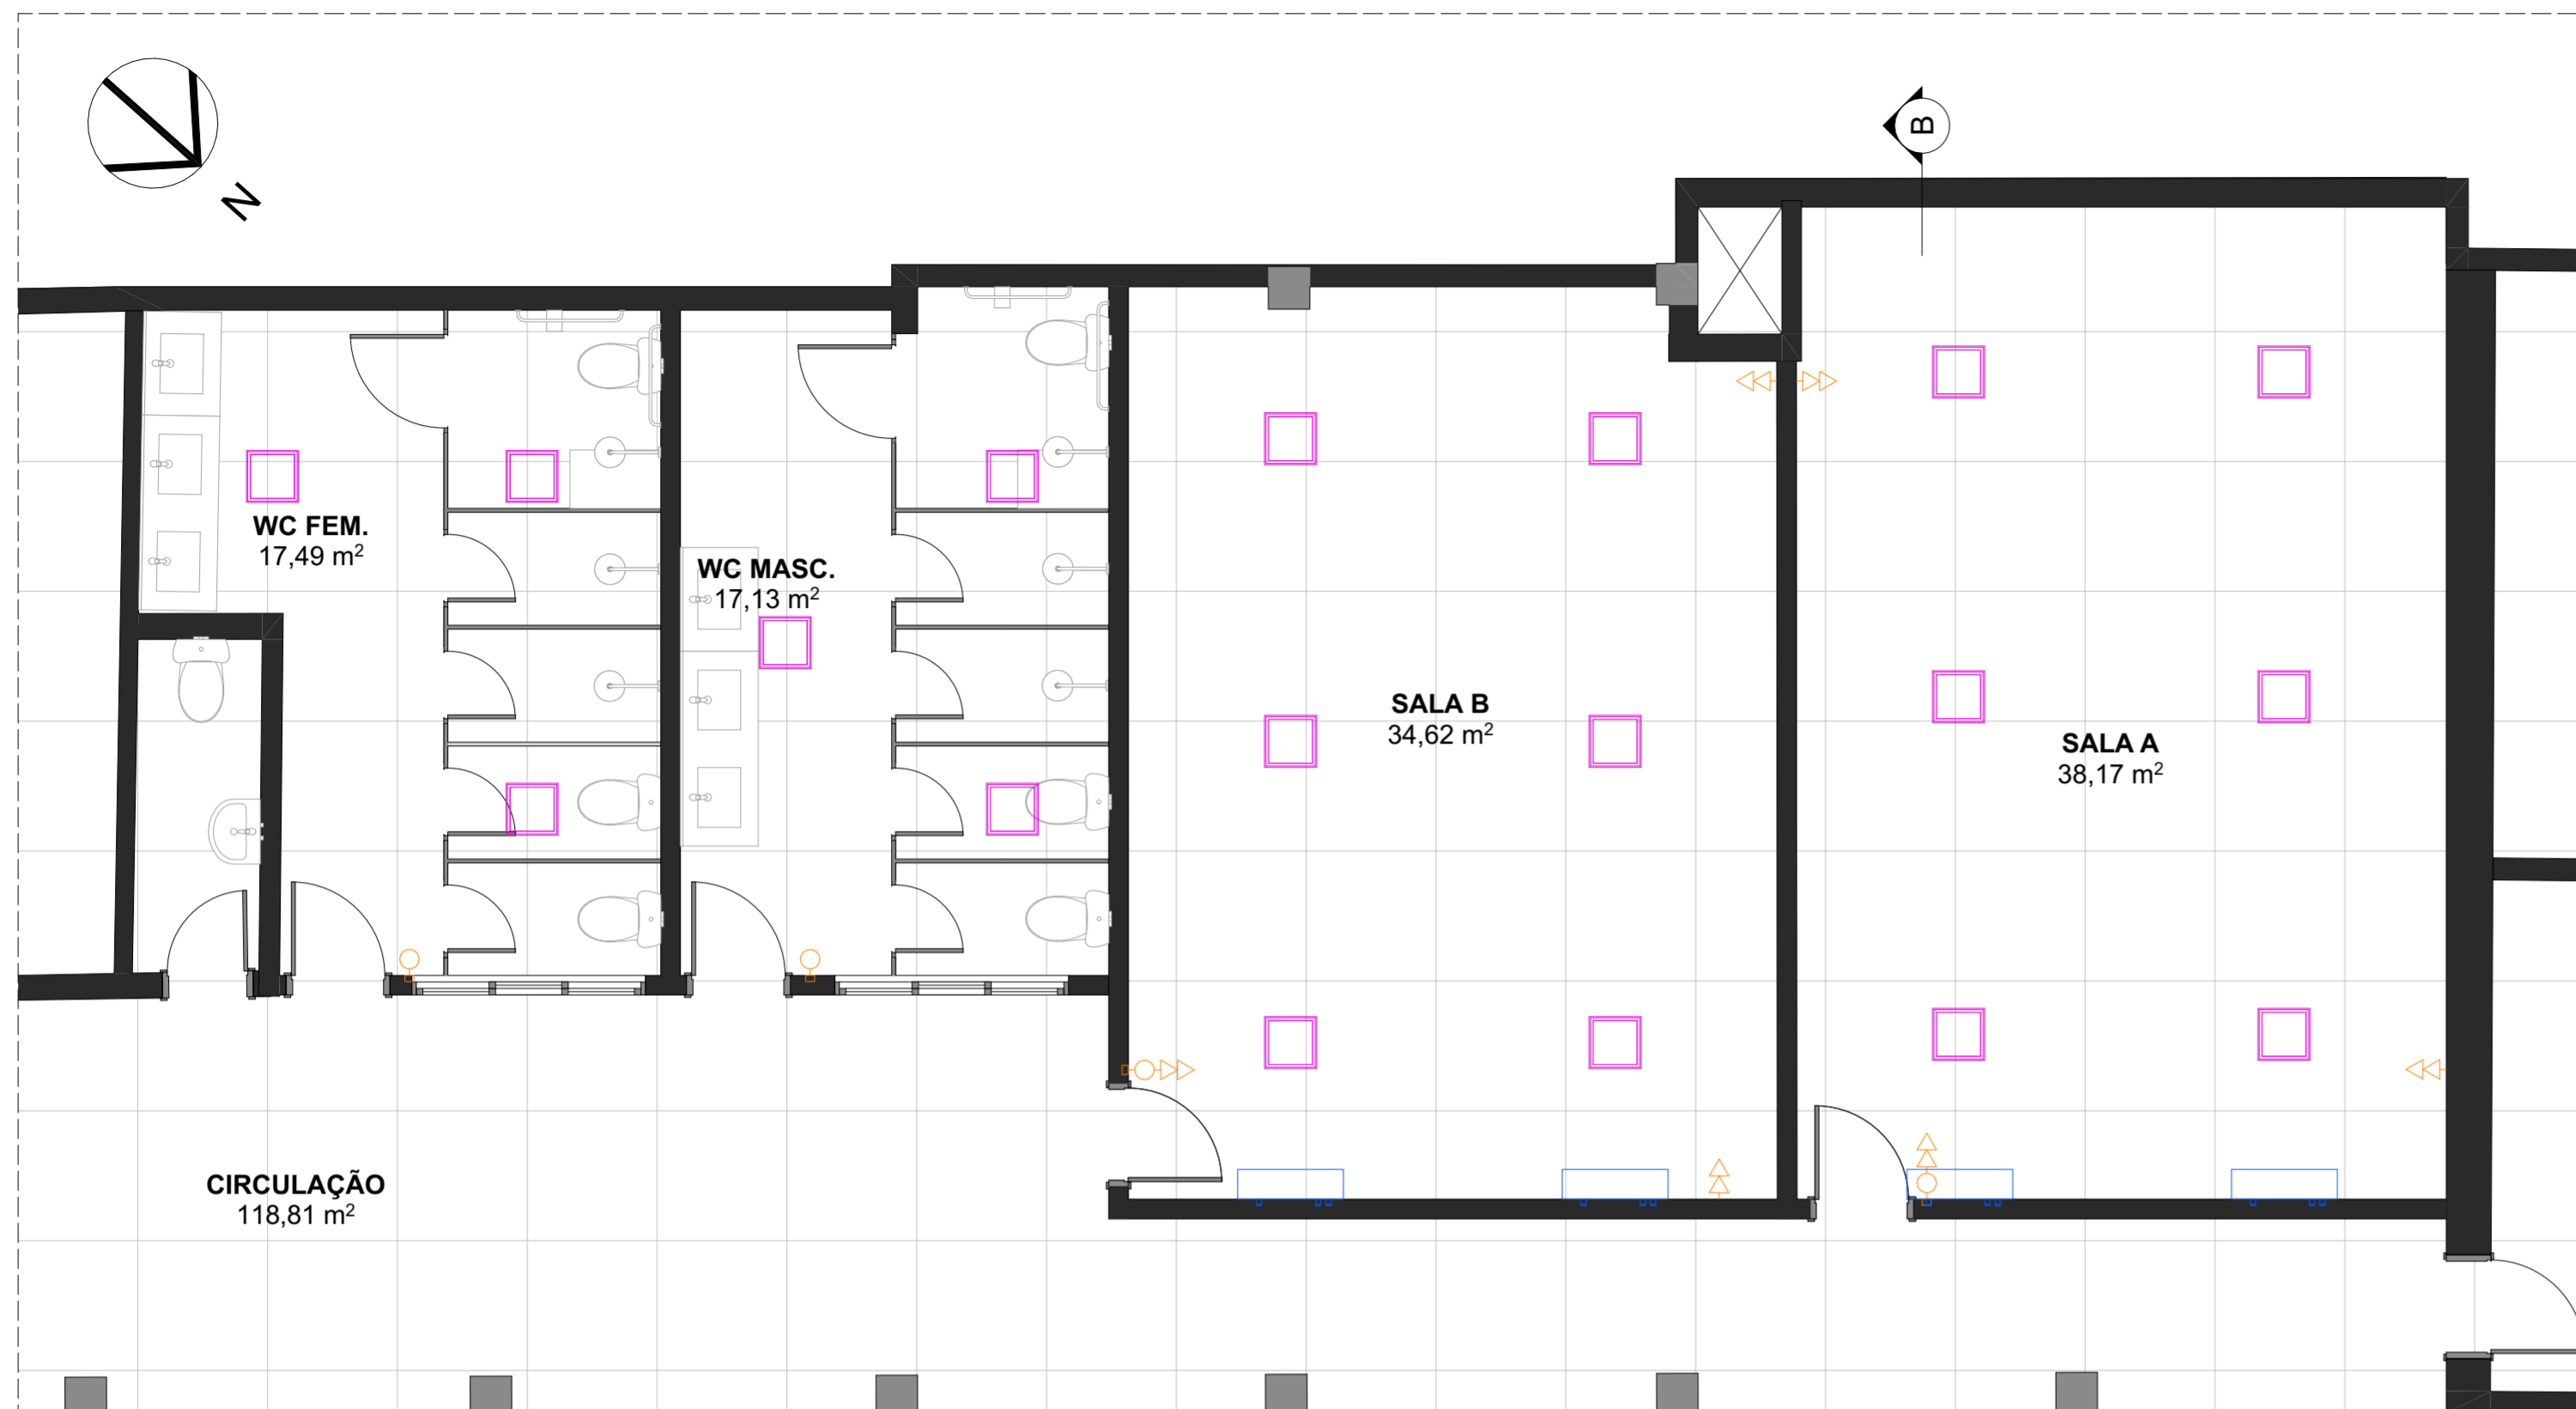 N
B
WC FEM.
17,49 m²
WC MASC.
17,13 m²
SALA B
34,62 m²
SALA A
38,17 m²
CIRCULAÇÃO
118,81 m²